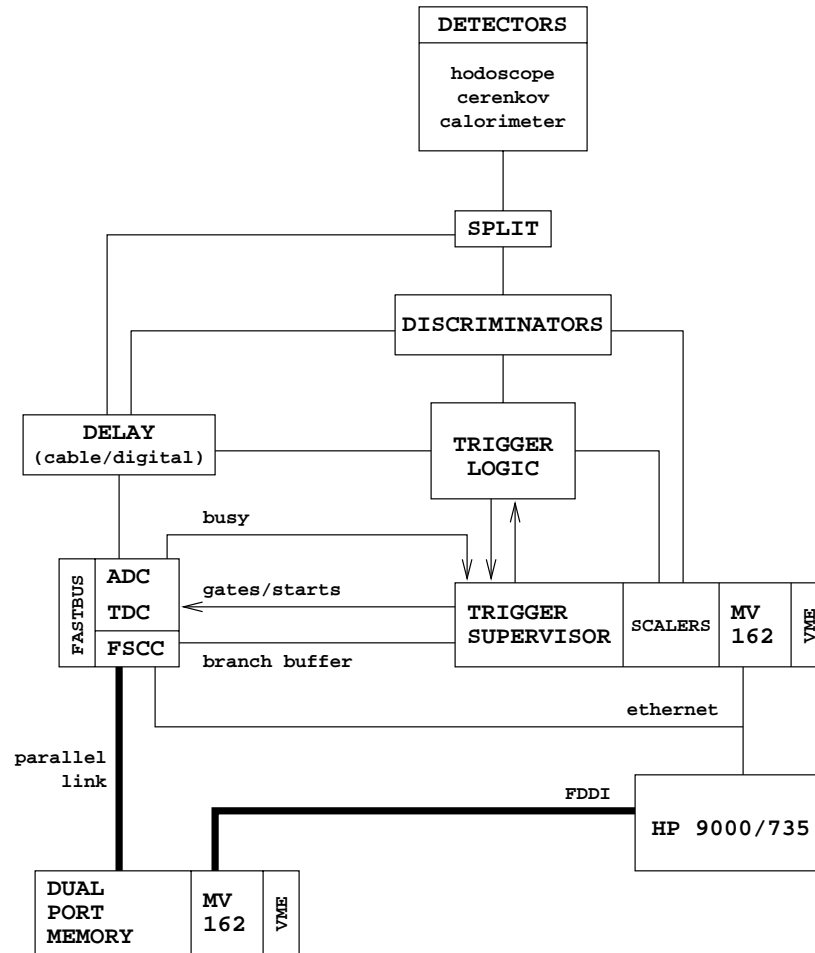 DETECTORS
hodoscope
cerenkov
calorimeter
SPLIT
DISCRIMINATORS
DELAY
(cable/digital)
TRIGGER
LOGIC
busy
FASTBUS
ADC
TDC
FSCC
gates/starts
branch buffer
TRIGGER
SUPERVISOR
SCALERS
MV
162
VME
ethernet
parallel
link
FDDI
HP 9000/735
DUAL
PORT
MEMORY
MV
162
VME